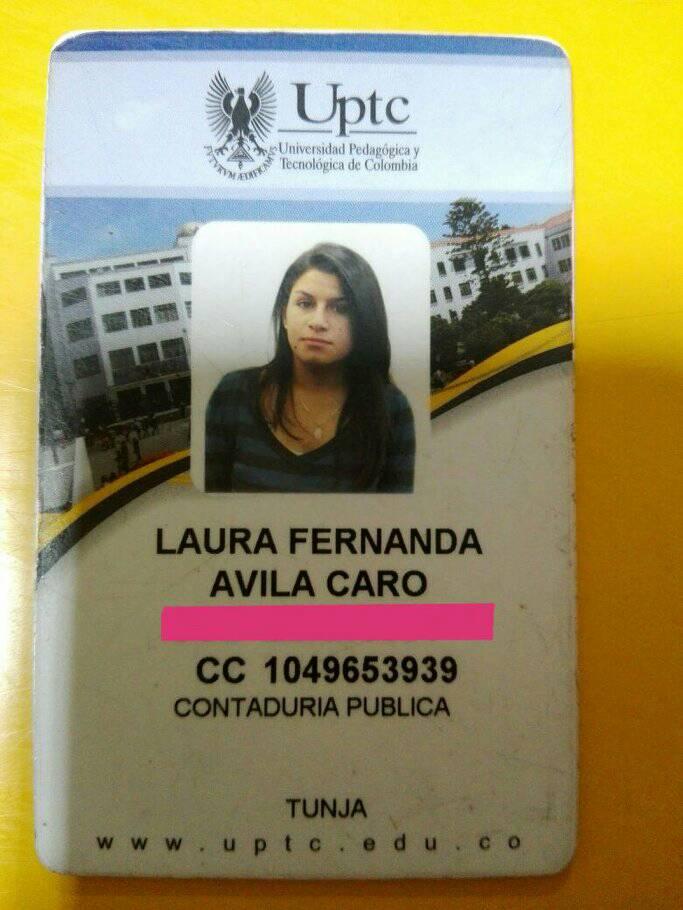 Uptc
Universidad Pedagógica y
Tecnológica de Colombia
LAURA FERNANDA
AVILA CARO
CC 1049653939
CONTADURIA PUBLICA
TUNJA
www.uptc.edu.co